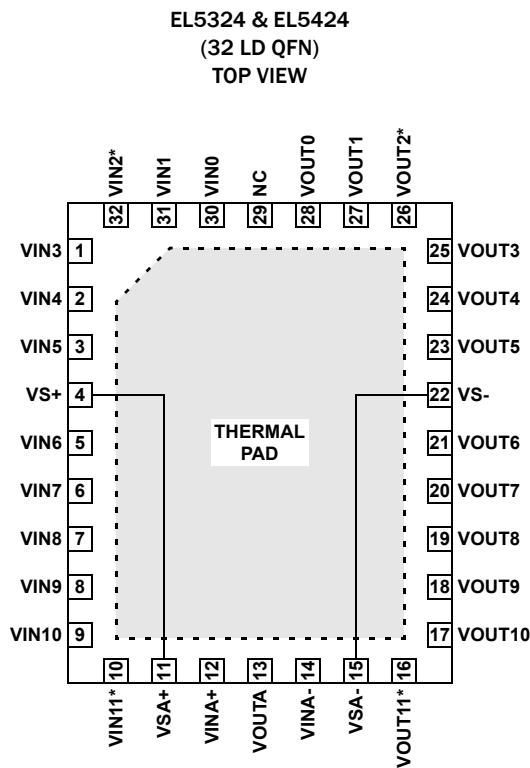 EL5324 & EL5424
(32 LD QFN)
TOP VIEW
VIN2*
VIN1
VIN0
NC
VOUT0
VOUT1
VOUT2*
32
31
30
29
28
27
26
VIN3 1
25 VOUT3
VIN4 2
24 VOUT4
VIN5 3
23 VOUT5
VS+ 4
22 VS-
VIN6 5
21 VOUT6
THERMAL
PAD
VIN7 6
20 VOUT7
VIN8 7
19 VOUT8
VIN9 8
18 VOUT9
VIN10 9
17 VOUT10
10
11
12
13
14
15
16
VIN11*
VSA+
VINA+
VOUTA
VINA-
VSA-
VOUT11*